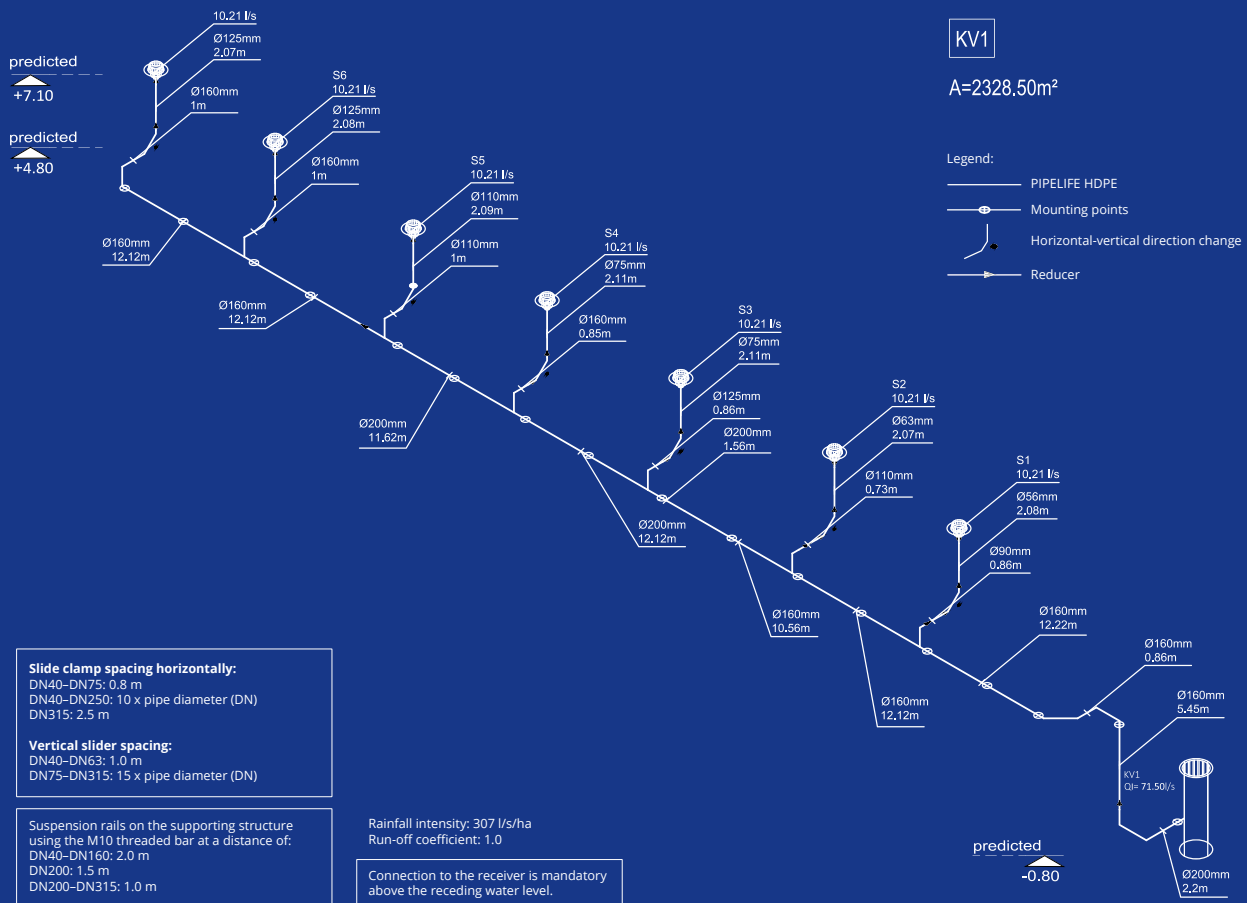 10.21 l/s
Ø125mm
2.07m
predicted
+7.10
Ø160mm
1m
predicted
+4.80
S6
10.21 l/s
Ø125mm
2.08m
Ø160mm
1m
S5
10.21 l/s
Ø110mm
2.09m
Ø110mm
1m
S4
10.21 l/s
Ø75mm
2.11m
Ø160mm
0.85m
S3
10.21 l/s
Ø75mm
2.11m
Ø125mm
0.86m
Ø200mm
1.56m
S2
10.21 l/s
Ø63mm
2.07m
Ø110mm
0.73m
S1
10.21 l/s
Ø56mm
2.08m
Ø90mm
0.86m
Ø160mm
12.12m
Ø160mm
12.12m
Ø200mm
11.62m
Ø200mm
12.12m
Ø160mm
10.56m
Ø160mm
12.12m
Ø160mm
12.22m
Ø160mm
0.86m
Ø160mm
5.45m
KV1
Ql= 71.50l/s
Ø200mm
2.2m
predicted
-0.80
KV1
A=2328.50m²
Legend:
PIPELIFE HDPE
Mounting points
Horizontal-vertical direction change
Reducer
Slide clamp spacing horizontally:
DN40–DN75: 0.8 m
DN40–DN250: 10 x pipe diameter (DN)
DN315: 2.5 m
Vertical slider spacing:
DN40–DN63: 1.0 m
DN75–DN315: 15 x pipe diameter (DN)
Suspension rails on the supporting structure
using the M10 threaded bar at a distance of:
DN40–DN160: 2.0 m
DN200: 1.5 m
DN200–DN315: 1.0 m
Rainfall intensity: 307 l/s/ha
Run-off coefficient: 1.0
Connection to the receiver is mandatory
above the receding water level.